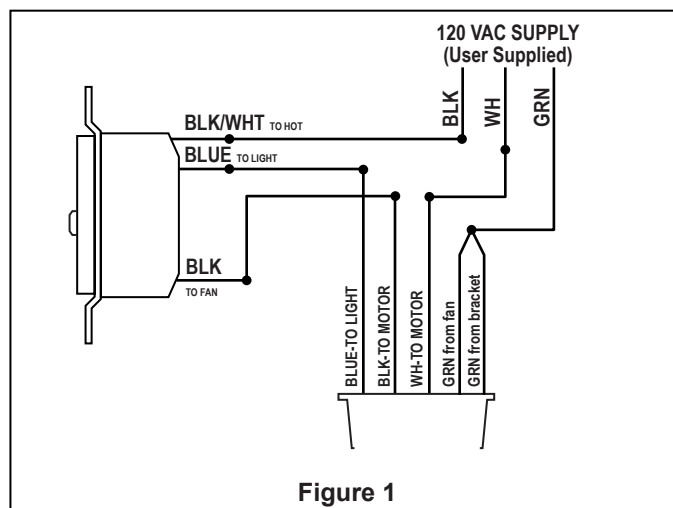 120 VAC SUPPLY
(User Supplied)
BLK
WH
GRN
BLK/WHT TO HOT
BLUE TO LIGHT
BLK
TO FAN
BLUE-TO LIGHT
BLK-TO MOTOR
WH-TO MOTOR
GRN from fan
GRN from bracket
Figure 1